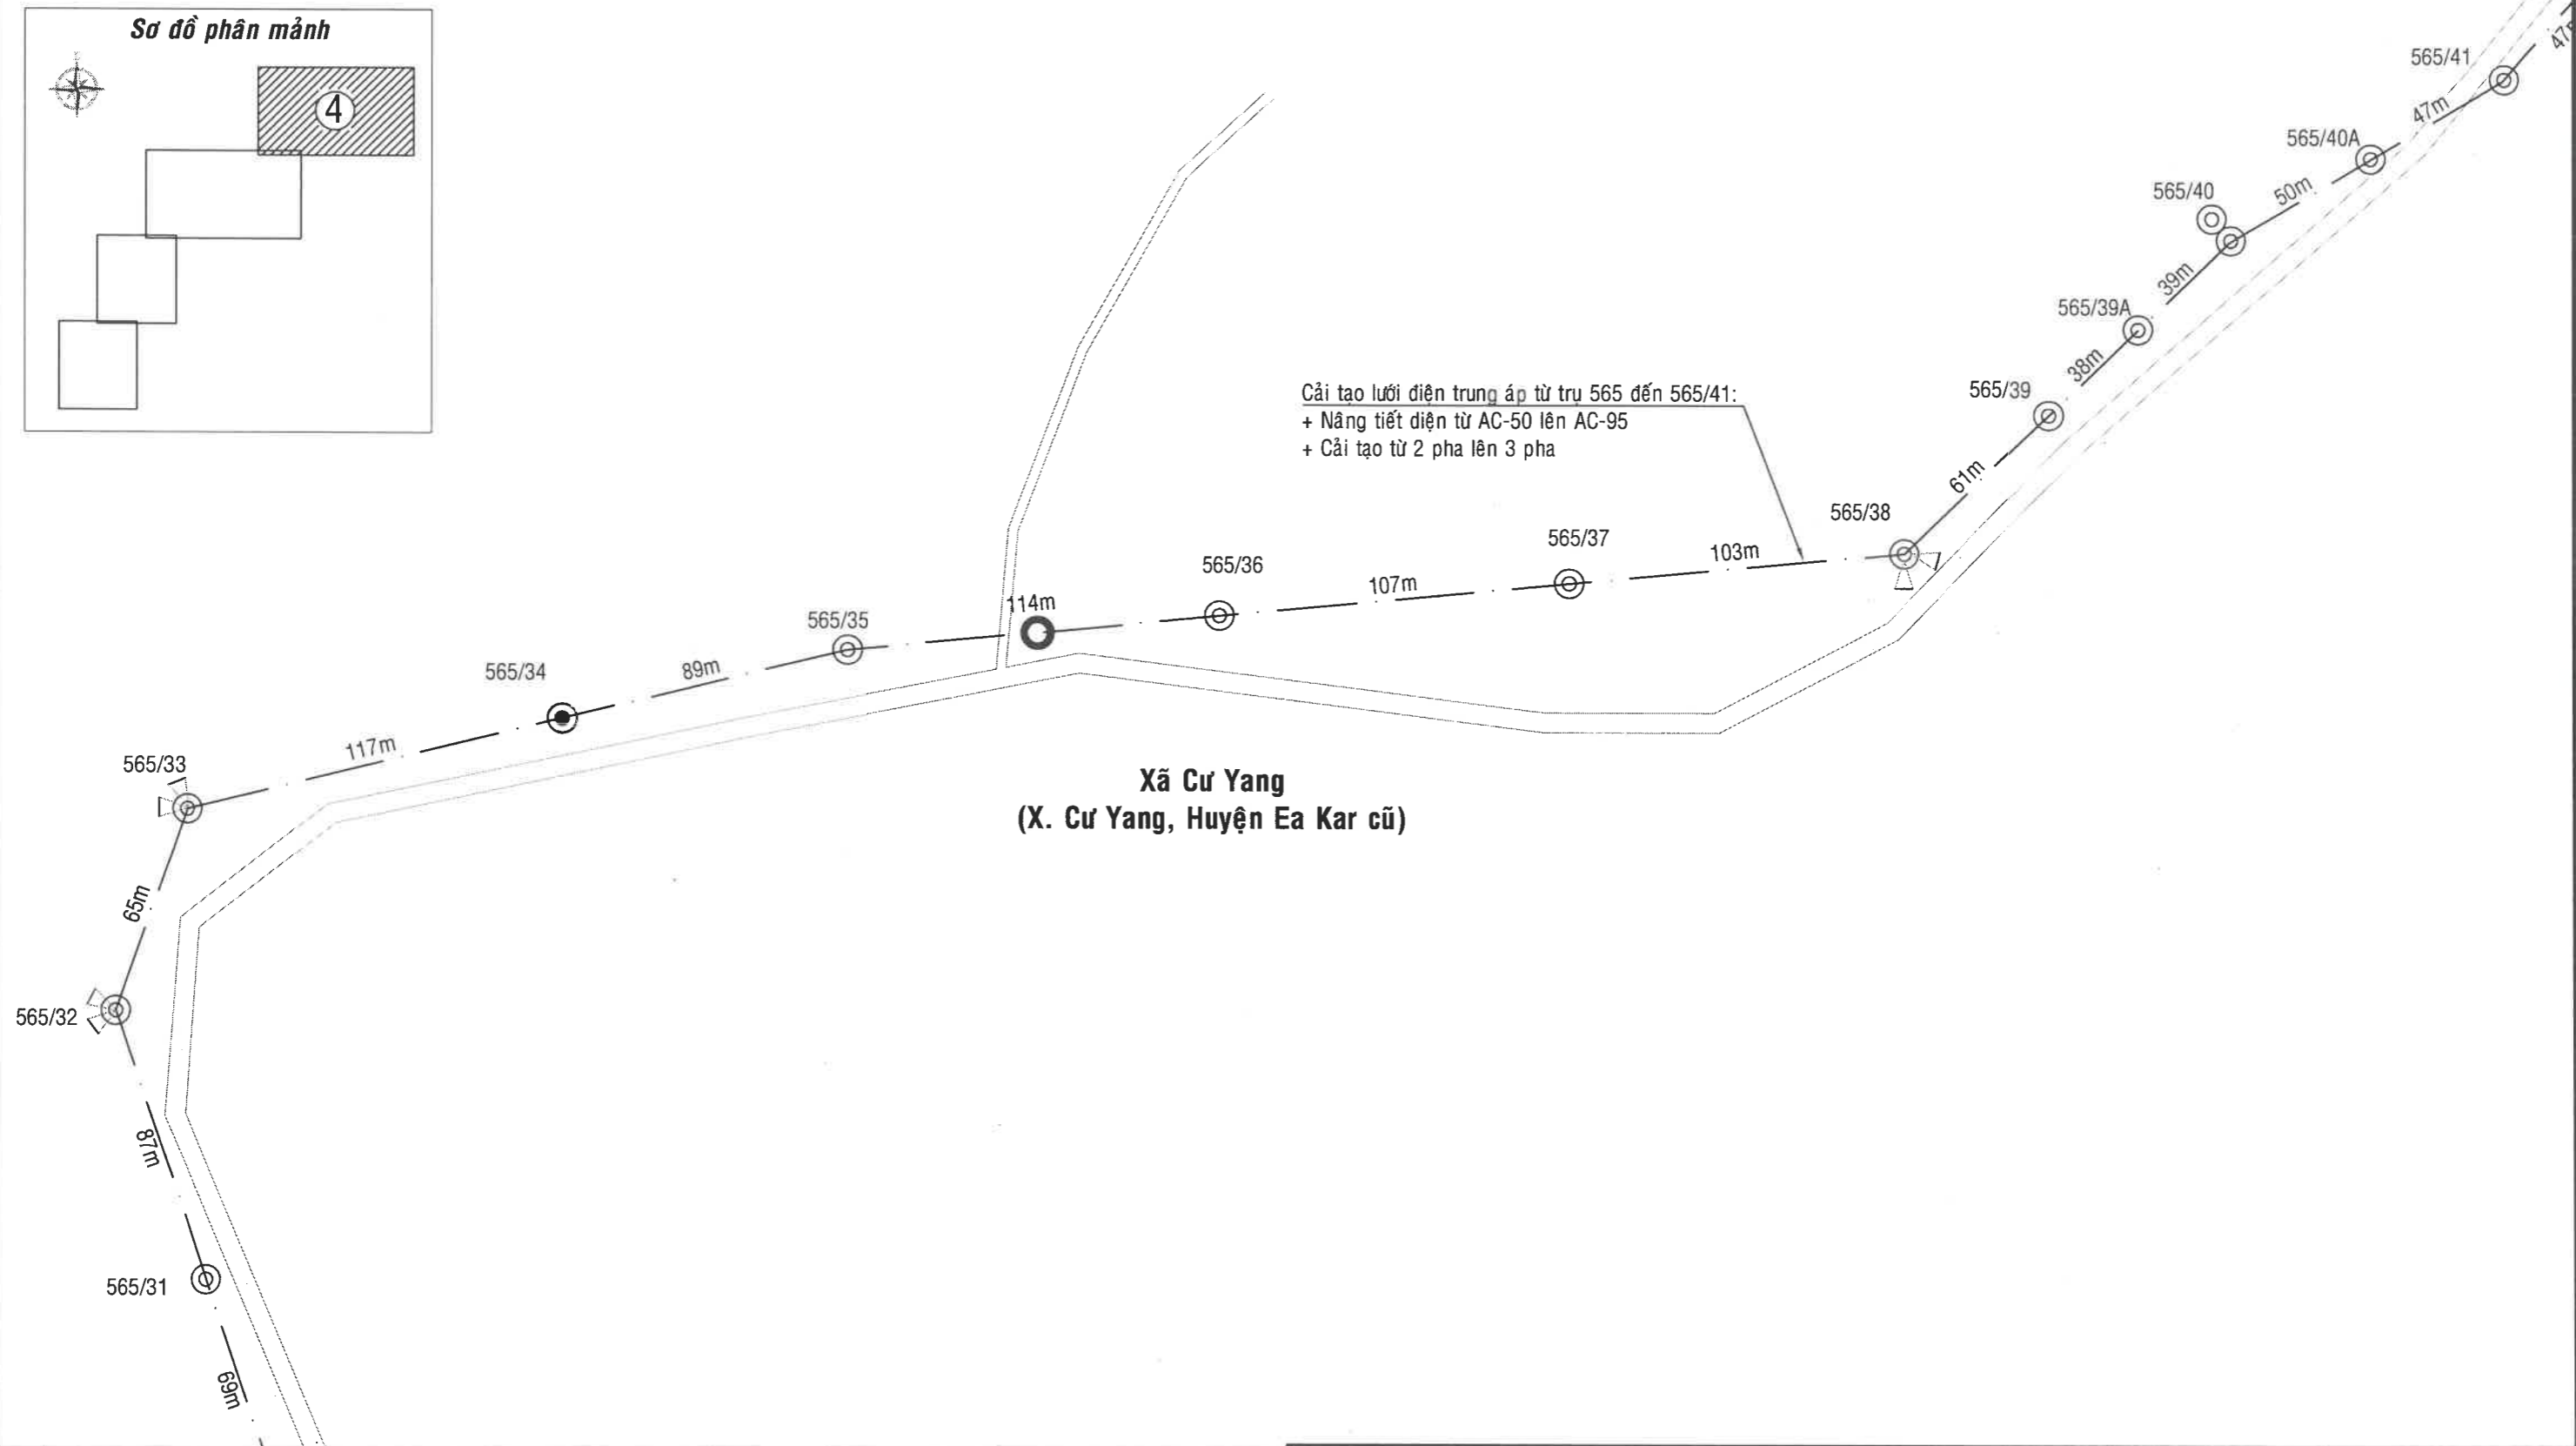 Sơ đồ phân mảnh
4
565/41
47m
565/40A
50m
565/40
39m
565/39A
38m
565/39
61m
Cải tạo lưới điện trung áp từ trụ 565 đến 565/41:
+ Nâng tiết diện từ AC-50 lên AC-95
+ Cải tạo từ 2 pha lên 3 pha
565/38
103m
565/37
107m
565/36
114m
565/35
89m
565/34
117m
565/33
Xã Cư Yang
(X. Cư Yang, Huyện Ea Kar cũ)
65m
565/32
87m
565/31
69m